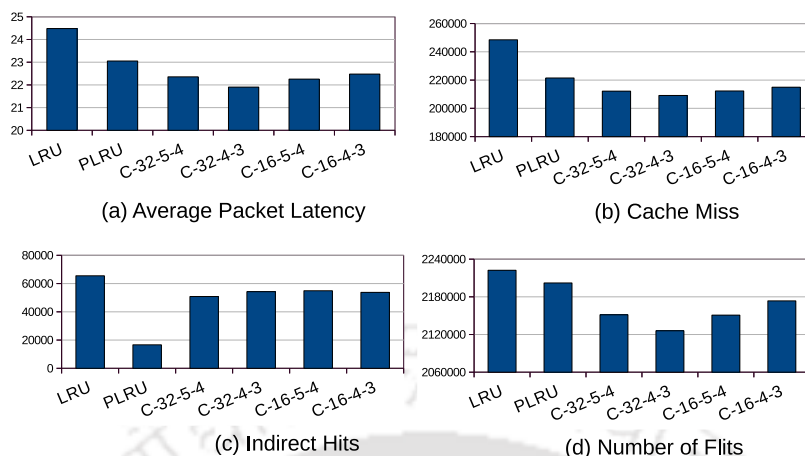 25
24
23
22
21
20
LRU
PLRU
C-32-5-4
C-32-4-3
C-16-5-4
C-16-4-3
(a) Average Packet Latency
260000
240000
220000
200000
180000
LRU
PLRU
C-32-5-4
C-32-4-3
C-16-5-4
C-16-4-3
(b) Cache Miss
80000
60000
40000
20000
0
LRU
PLRU
C-32-5-4
C-32-4-3
C-16-5-4
C-16-4-3
(c) Indirect Hits
2240000
2180000
2120000
2060000
LRU
PLRU
C-32-5-4
C-32-4-3
C-16-5-4
C-16-4-3
(d) Number of Flits